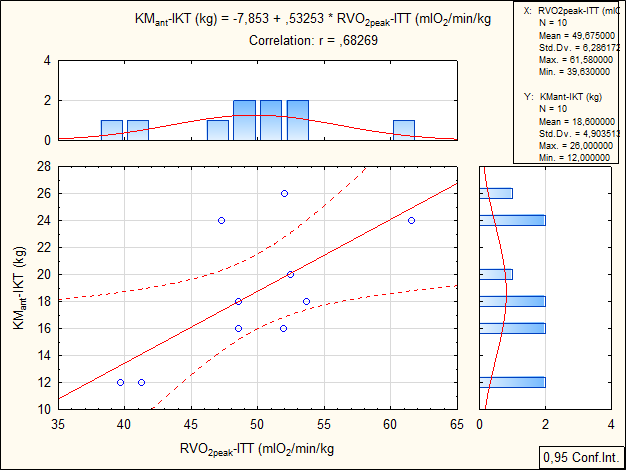 KMant-IKT (kg) = -7,853 + ,53253 * RVO2peak-ITT (mlO2/min/kg
Correlation: r = ,68269
X: RVO2peak-ITT (mlO
N = 10
Mean = 49,675000
Std.Dv. = 6,286172
Max. = 61,580000
Min. = 39,630000
Y: KMant-IKT (kg)
N = 10
Mean = 18,600000
Std.Dv. = 4,903513
Max. = 26,000000
Min. = 12,000000
4
2
0
28
26
24
22
20
18
16
14
12
10
KMant-IKT (kg)
35 40 45 50 55 60 65
RVO2peak-ITT (mlO2/min/kg
0 2 4
0,95 Conf.Int.